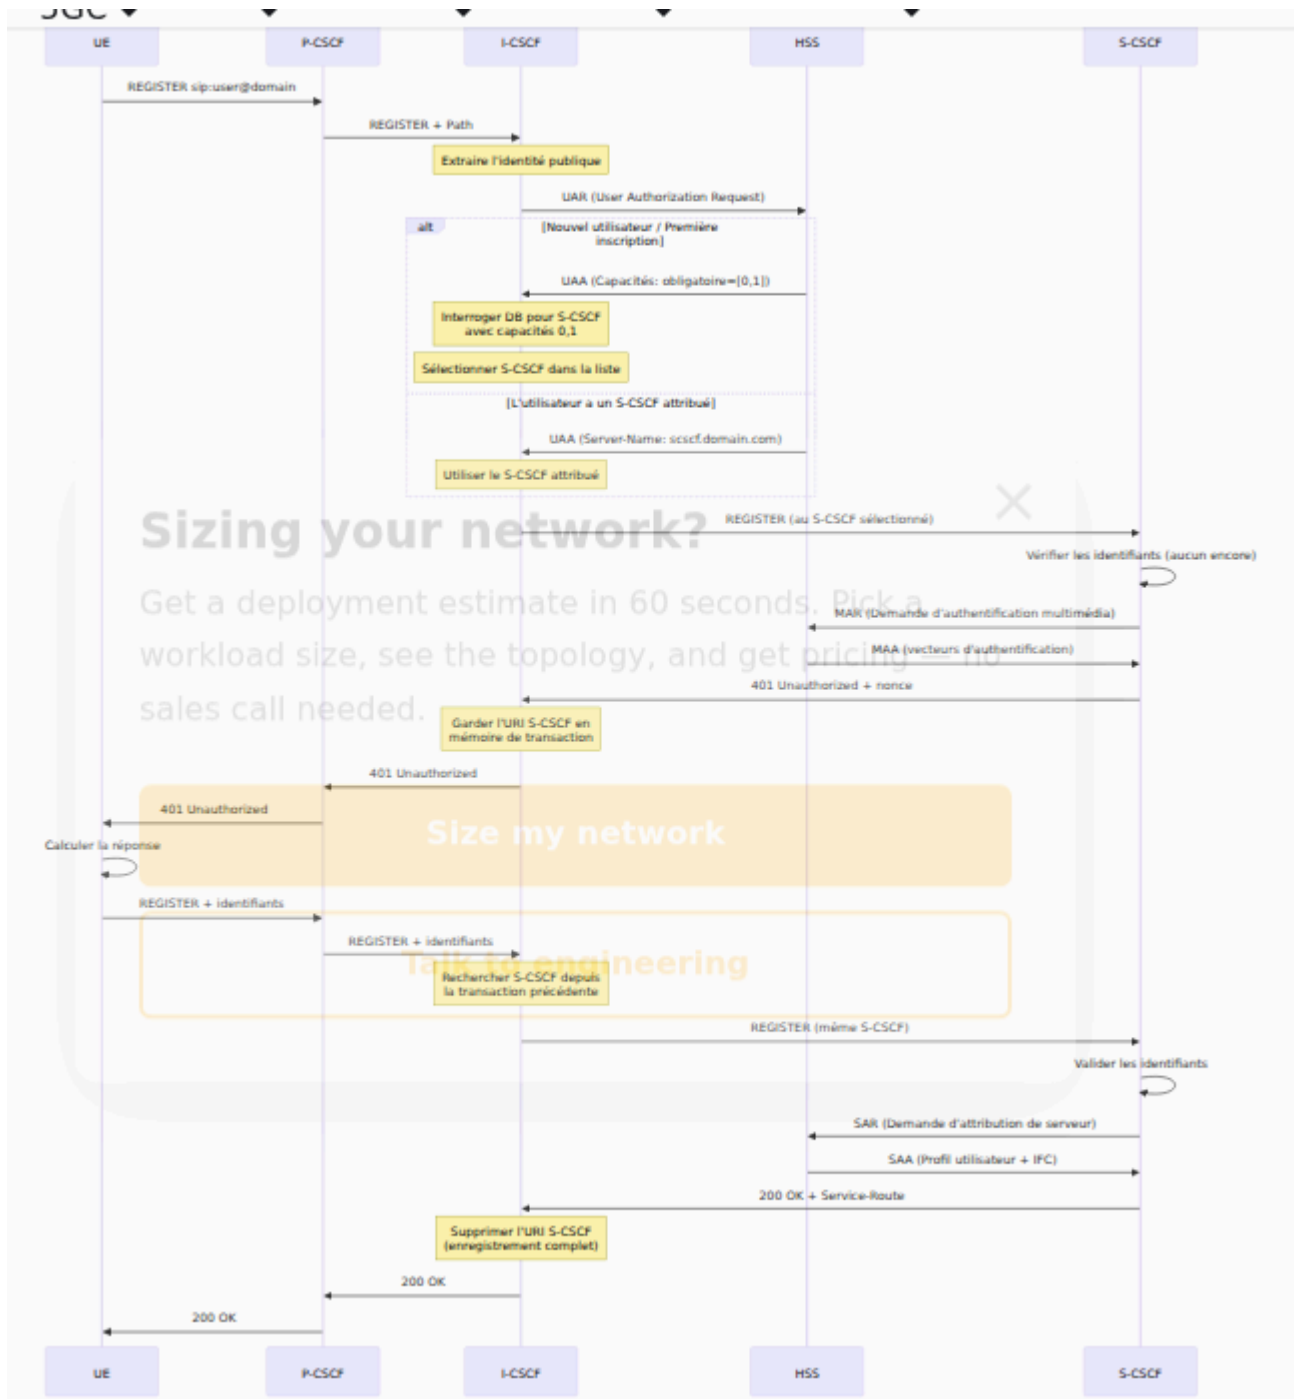 UE P-CSCF I-CSCF HSS S-CSCF
REGISTER sip:user@domain
REGISTER + Path
Extraire l'identité publique
UAR (User Authorization Request)
alt
[Nouvel utilisateur / Première
inscription]
UAA (Capacités: obligatoire=[0,1])
Interroger DB pour S-CSCF
avec capacités 0,1
Sélectionner S-CSCF dans la liste
[L'utilisateur a un S-CSCF attribué]
UAA (Server-Name: scscf.domain.com)
Utiliser le S-CSCF attribué
Sizing your network?
REGISTER (au S-CSCF sélectionné)
Vérifier les identifiants (aucun encore)
Get a deployment estimate in 60 seconds. Pick a
MAR (Demande d'authentification multimédia)
workload size, see the topology, and get pricing — no
MAA (vecteurs d'authentification)
401 Unauthorized + nonce
sales call needed.
Garder l'URI S-CSCF en
mémoire de transaction
401 Unauthorized
401 Unauthorized
Size my network
Calculer la réponse
REGISTER + identifiants
REGISTER + identifiants
Talk to engineering
Rechercher S-CSCF depuis
la transaction précédente
REGISTER (même S-CSCF)
Valider les identifiants
SAR (Demande d'attribution de serveur)
SAA (Profil utilisateur + IFC)
200 OK + Service-Route
Supprimer l'URI S-CSCF
(enregistrement complet)
200 OK
200 OK
UE P-CSCF I-CSCF HSS S-CSCF